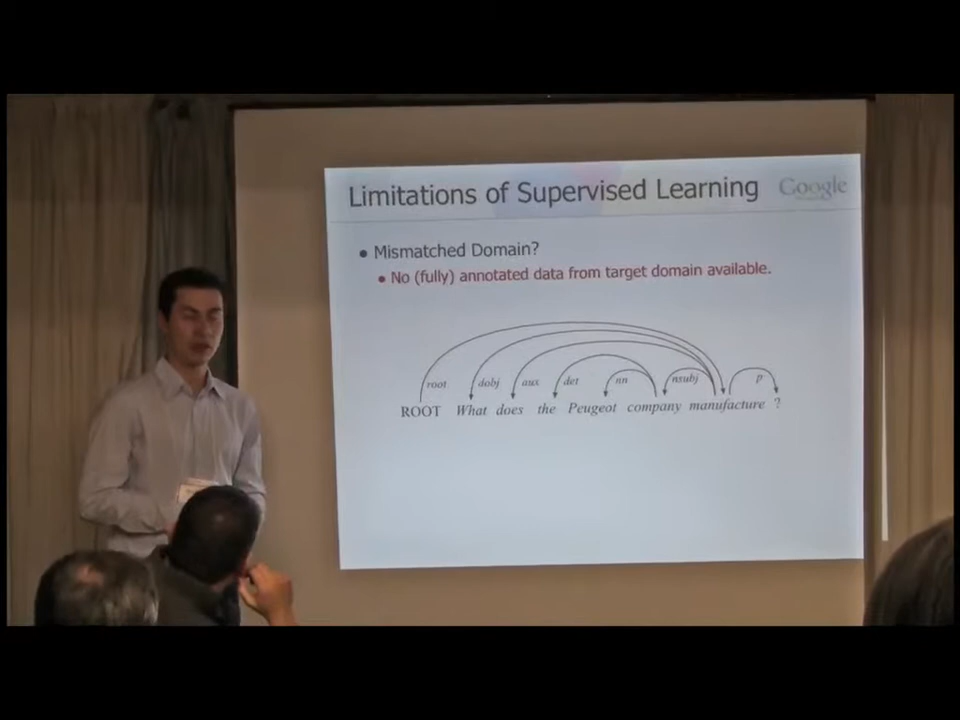 Limitations of Supervised Learning
Google
Mismatched Domain?
No (fully) annotated data from target domain available.
root dobj aux det nn nsubj p
ROOT What does the Peugeot company manufacture ?